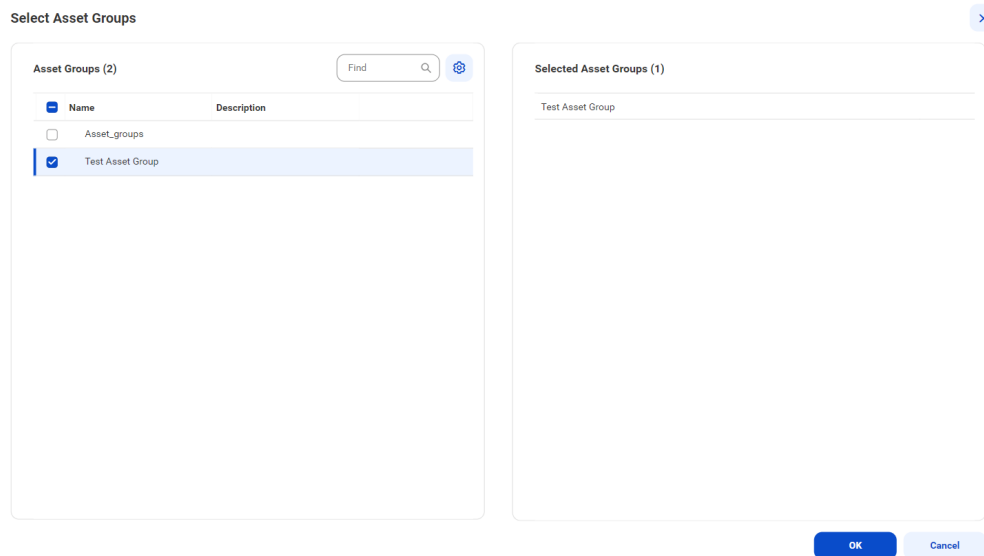 Select Asset Groups
Asset Groups (2)
Find
Name Description
Asset_groups
Test Asset Group
Selected Asset Groups (1)
Test Asset Group
OK Cancel